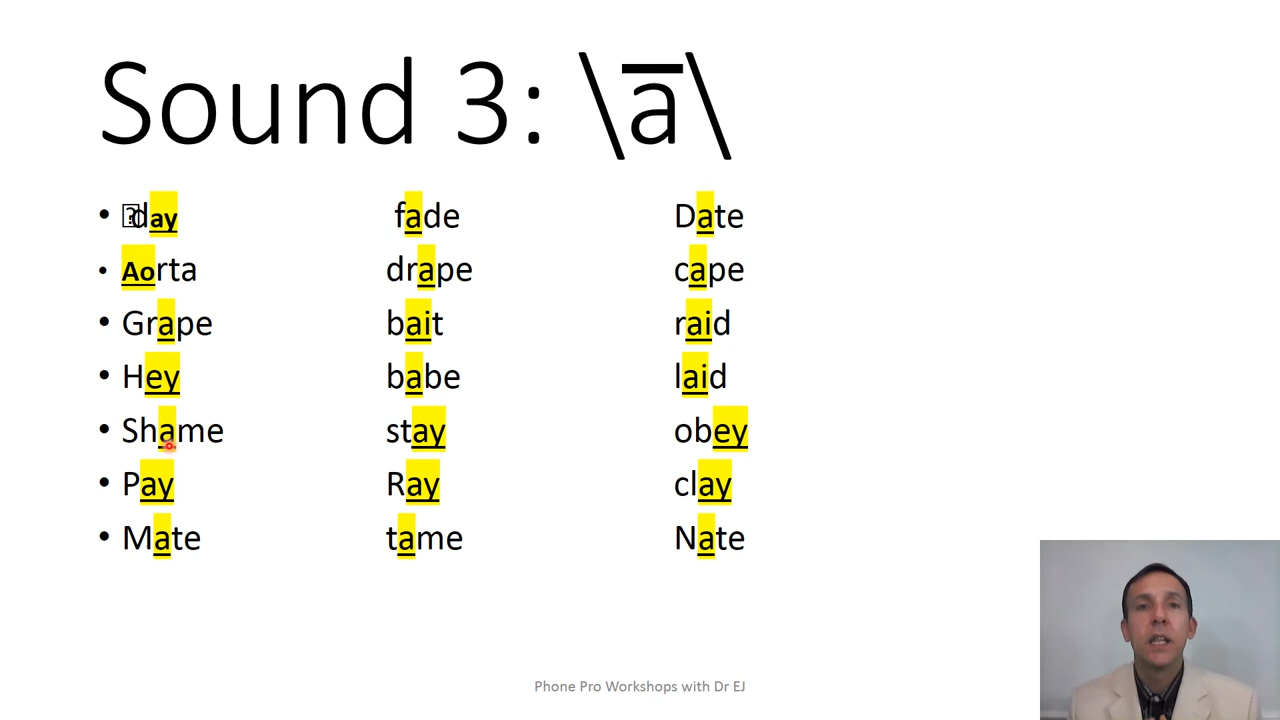 Sound 3: \ā\
• day fade Date
• Aorta drape cape
• Grape bait raid
• Hey babe laid
• Shame stay obey
• Pay Ray clay
• Mate tame Nate
Phone Pro Workshops with Dr EJ